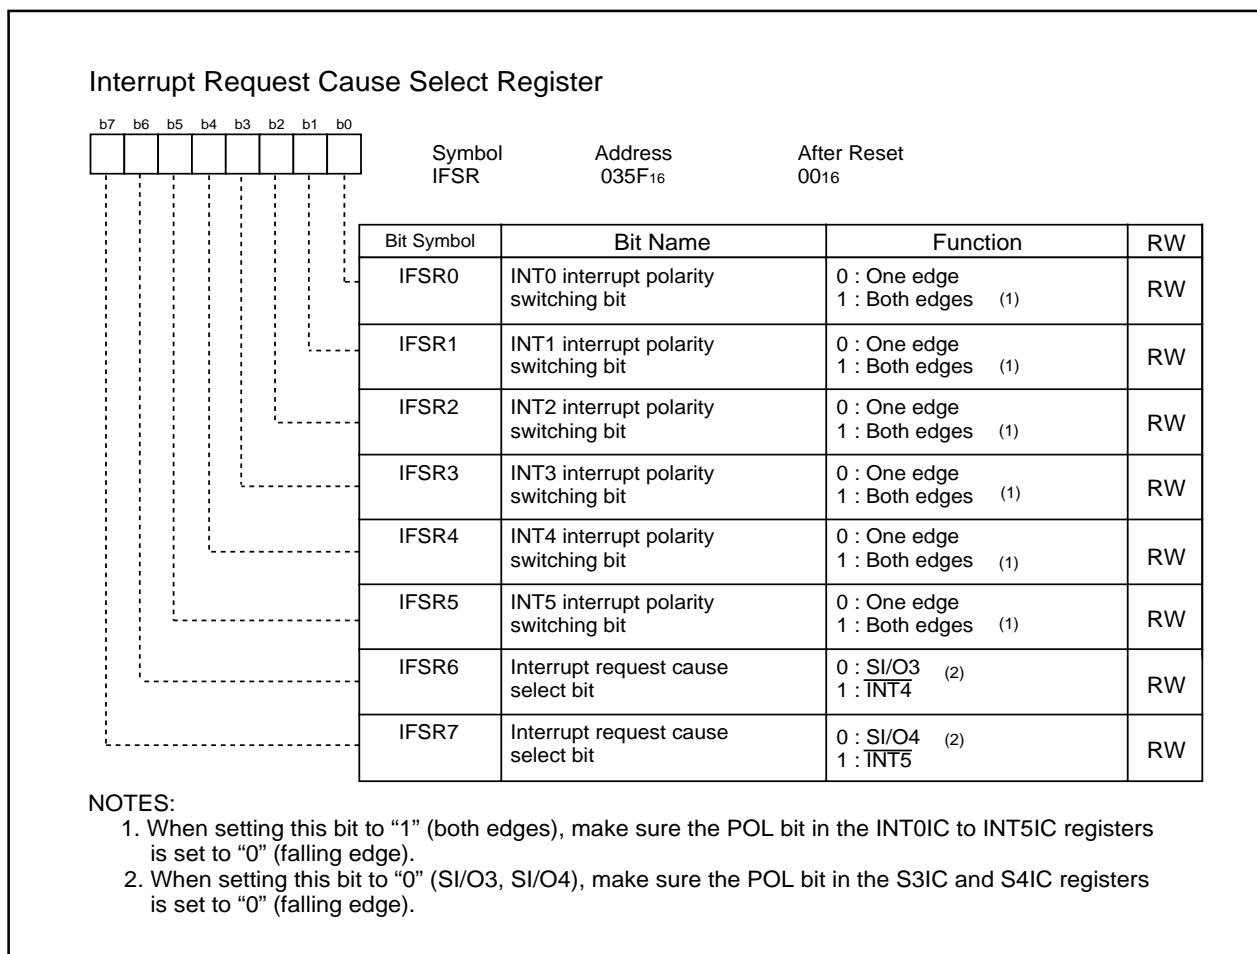 Interrupt Request Cause Select Register
b7 b6 b5 b4 b3 b2 b1 b0
Symbol Address After Reset
IFSR 035F16 0016
Bit Symbol Bit Name Function RW
IFSR0 INT0 interrupt polarity 0 : One edge
switching bit 1 : Both edges (1) RW
IFSR1 INT1 interrupt polarity 0 : One edge
switching bit 1 : Both edges (1) RW
IFSR2 INT2 interrupt polarity 0 : One edge
switching bit 1 : Both edges (1) RW
IFSR3 INT3 interrupt polarity 0 : One edge
switching bit 1 : Both edges (1) RW
IFSR4 INT4 interrupt polarity 0 : One edge
switching bit 1 : Both edges (1) RW
IFSR5 INT5 interrupt polarity 0 : One edge
switching bit 1 : Both edges (1) RW
IFSR6 Interrupt request cause 0 : SI/O3 (2)
select bit 1 : INT4 RW
IFSR7 Interrupt request cause 0 : SI/O4 (2)
select bit 1 : INT5 RW
NOTES:
1. When setting this bit to “1” (both edges), make sure the POL bit in the INT0IC to INT5IC registers
is set to “0” (falling edge).
2. When setting this bit to “0” (SI/O3, SI/O4), make sure the POL bit in the S3IC and S4IC registers
is set to “0” (falling edge).